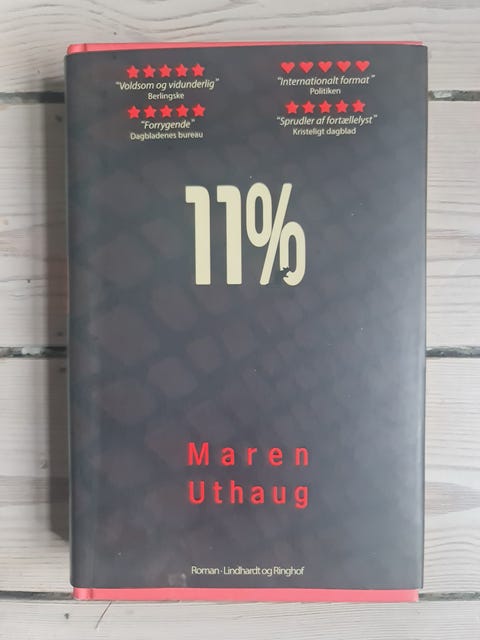 "Voldsom og vidunderlig"
Berlingske
"Internationalt format"
Politiken
"Forrygende"
Dagbladenes bureau
"Sprudler af fortællelyst"
Kristeligt dagblad
11%
Maren
Uthaug
Roman · Lindhardt og Ringhof